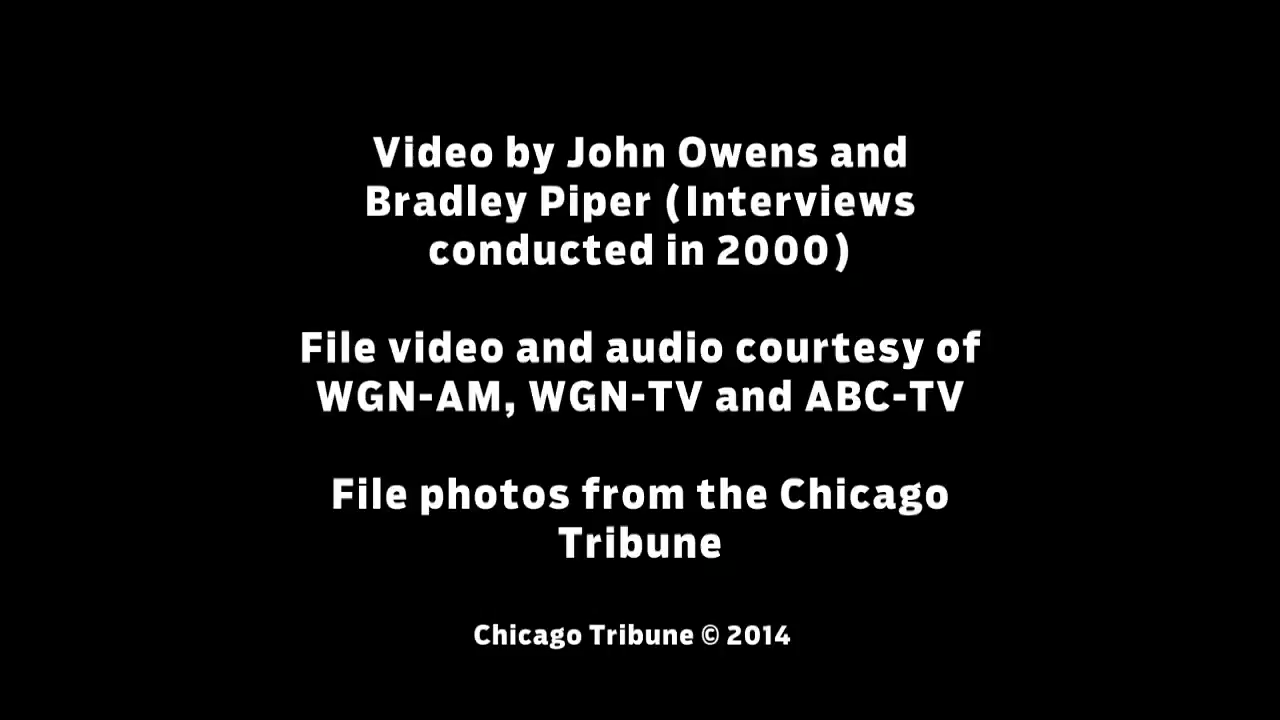 Video by John Owens and
Bradley Piper (Interviews
conducted in 2000)
File video and audio courtesy of
WGN-AM, WGN-TV and ABC-TV
File photos from the Chicago
Tribune
Chicago Tribune © 2014